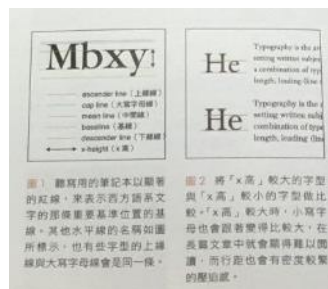 Mbxy
ascender line（上緣線）
cap line（大寫字母線）
mean line（中間線）
baseline（基線）
descender line（下緣線）
x-height（x 高）
圖1 聽寫用的筆記本以顯著
的紅線，來表示西方語系文
字的那條重要基準位置的基
線。其他水平線的名稱如圖
所標示，也有些字型的上緣
線與大寫字母線會是同一條。
He
Typography is the art
setting written subje
a combination of typ
length, leading (line
He
Typography is the
setting written subj
combination of type
length, leading (line
圖2 將「x 高」較大的字型
與「x 高」較小的字型做比
較。「x 高」較大時，小寫字
母也會跟著變得比較大，在
長篇文章中就會顯得難以閱
讀，而行距也會有密度較緊
的壓迫感。